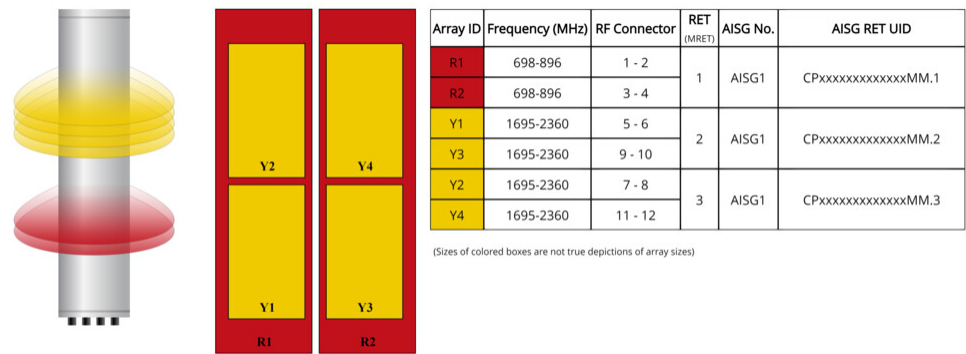 Y2
Y4
Y1
Y3
R1
R2
Array ID Frequency (MHz) RF Connector RET (MRET) AISG No. AISG RET UID
R1 698-896 1 - 2 1 AISG1 CPxxxxxxxxxxxxxMM.1
R2 698-896 3 - 4
Y1 1695-2360 5 - 6 2 AISG1 CPxxxxxxxxxxxxxMM.2
Y3 1695-2360 9 - 10
Y2 1695-2360 7 - 8 3 AISG1 CPxxxxxxxxxxxxxMM.3
Y4 1695-2360 11 - 12
(Sizes of colored boxes are not true depictions of array sizes)